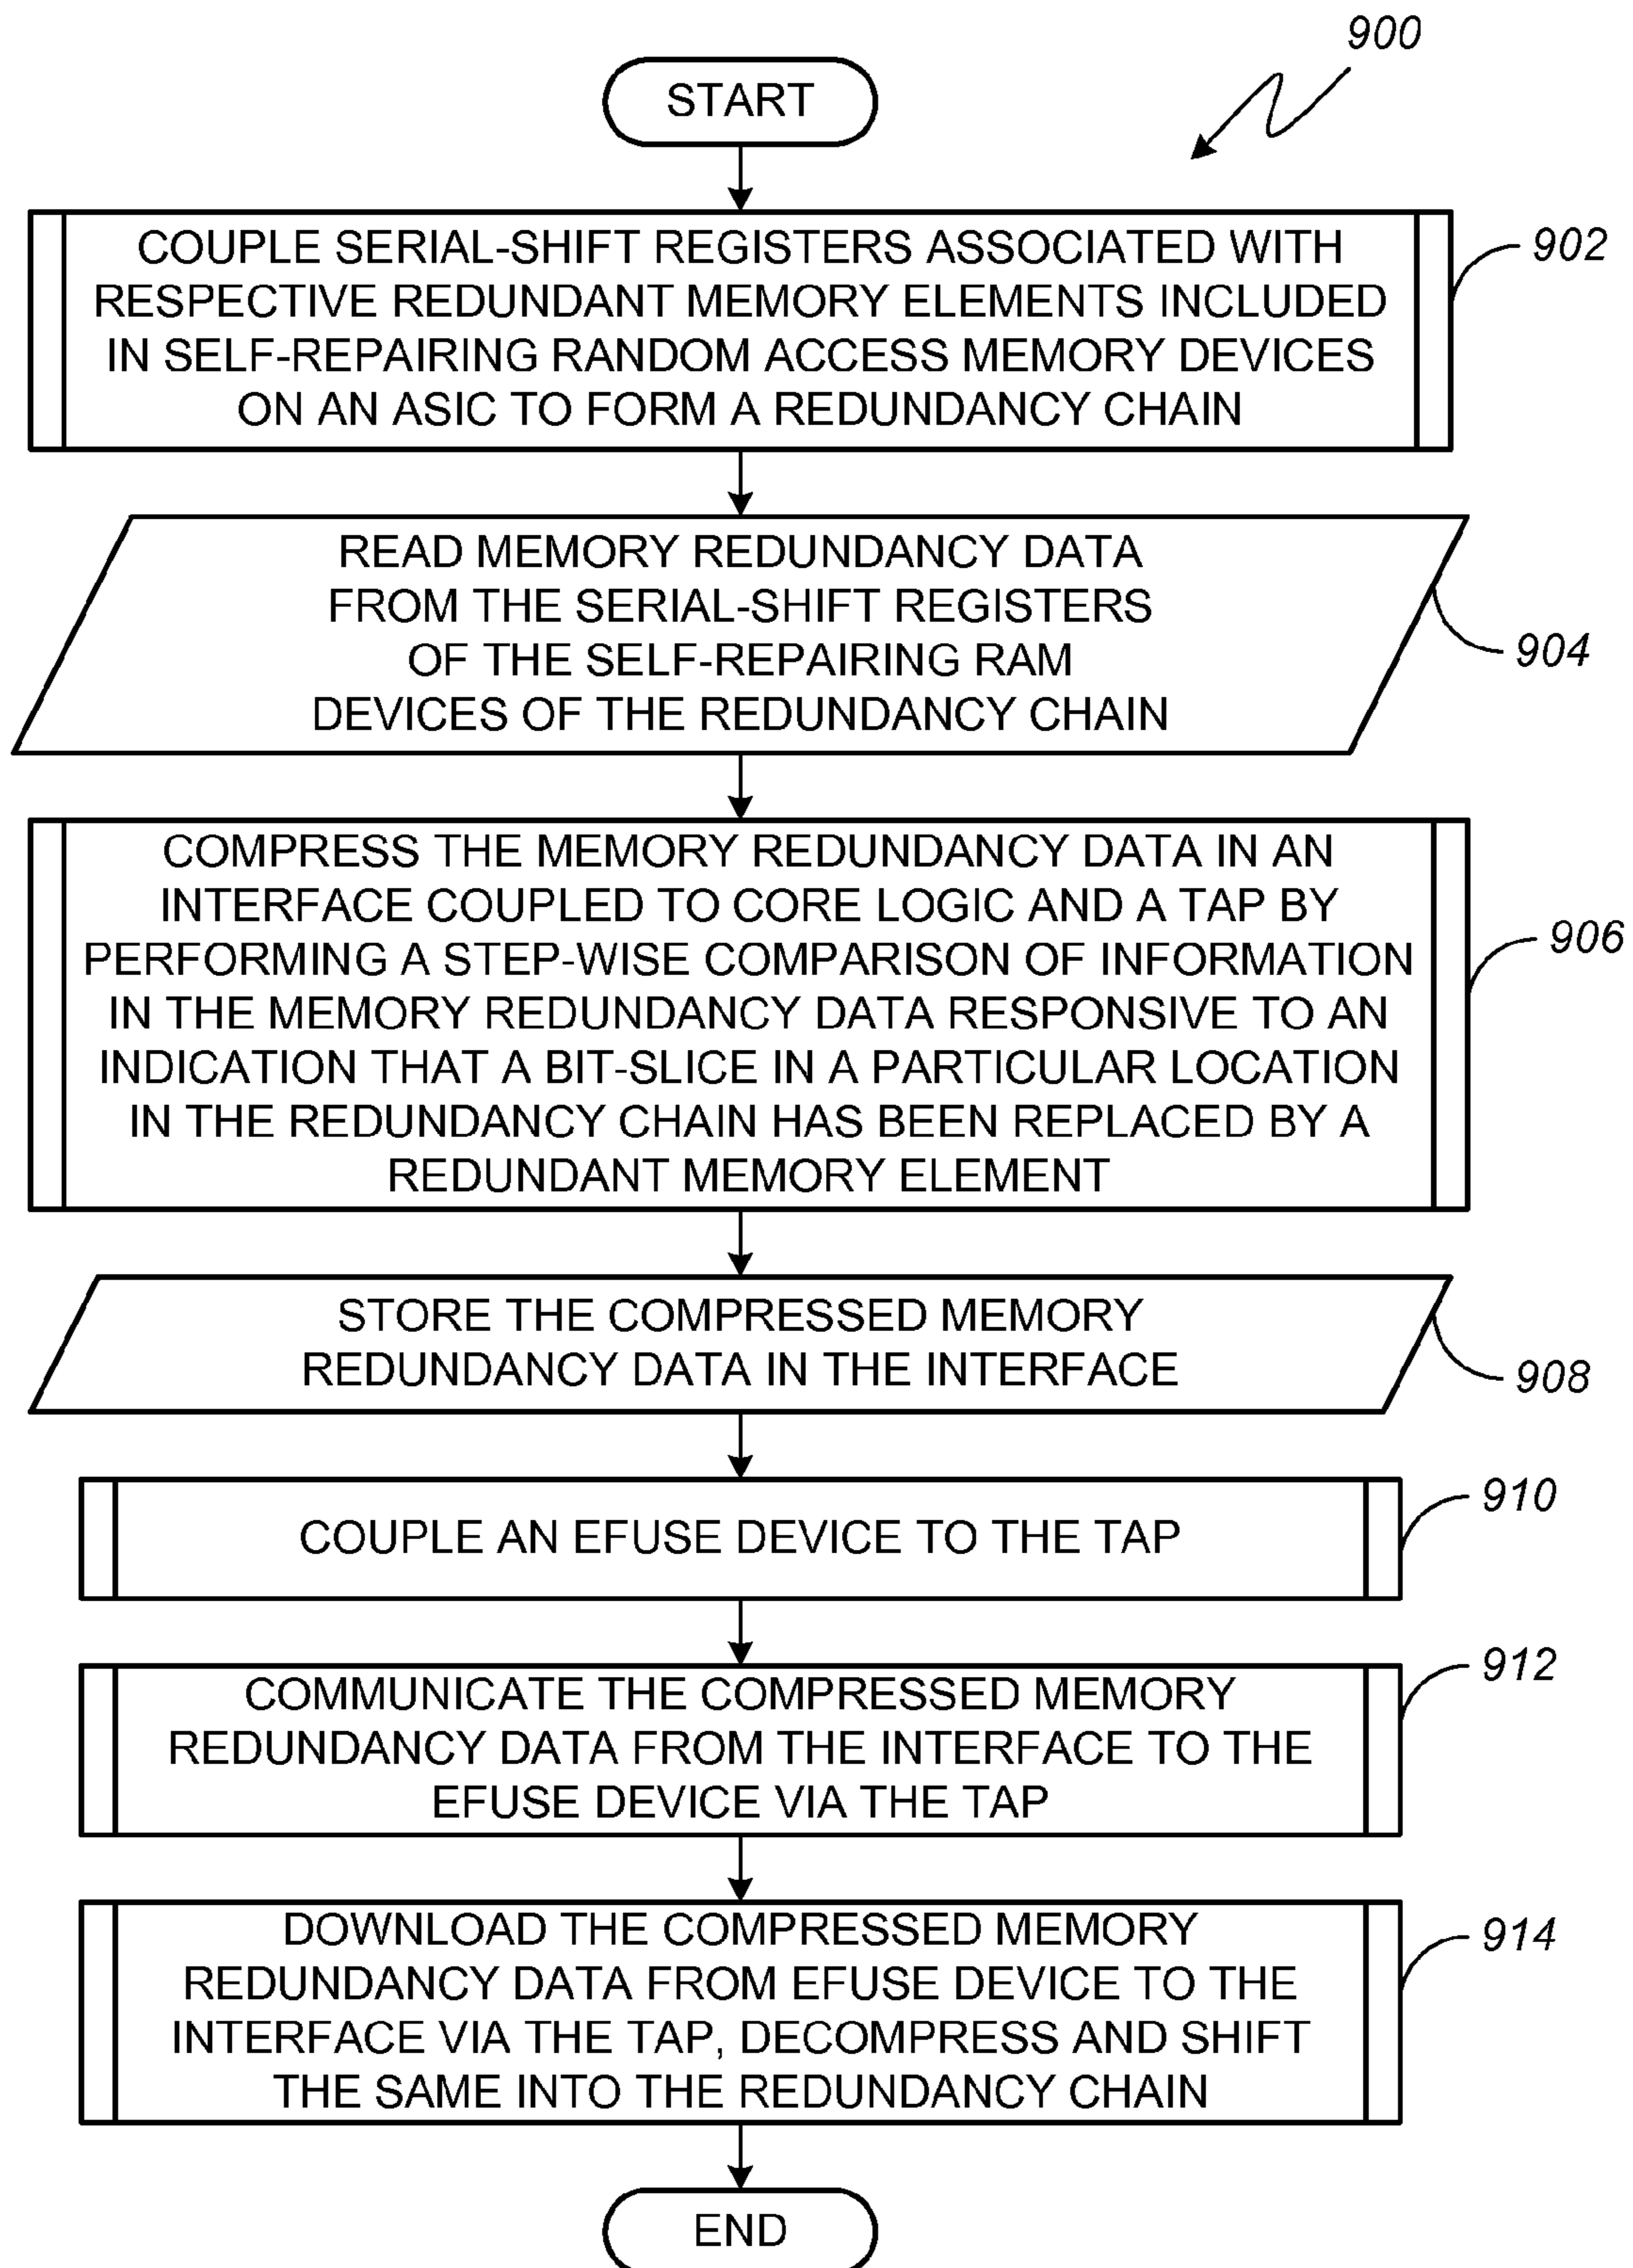 900
START
COUPLE SERIAL-SHIFT REGISTERS ASSOCIATED WITH
RESPECTIVE REDUNDANT MEMORY ELEMENTS INCLUDED
IN SELF-REPAIRING RANDOM ACCESS MEMORY DEVICES
ON AN ASIC TO FORM A REDUNDANCY CHAIN
902
READ MEMORY REDUNDANCY DATA
FROM THE SERIAL-SHIFT REGISTERS
OF THE SELF-REPAIRING RAM
DEVICES OF THE REDUNDANCY CHAIN
904
COMPRESS THE MEMORY REDUNDANCY DATA IN AN
INTERFACE COUPLED TO CORE LOGIC AND A TAP BY
PERFORMING A STEP-WISE COMPARISON OF INFORMATION
IN THE MEMORY REDUNDANCY DATA RESPONSIVE TO AN
INDICATION THAT A BIT-SLICE IN A PARTICULAR LOCATION
IN THE REDUNDANCY CHAIN HAS BEEN REPLACED BY A
REDUNDANT MEMORY ELEMENT
906
STORE THE COMPRESSED MEMORY
REDUNDANCY DATA IN THE INTERFACE
908
COUPLE AN EFUSE DEVICE TO THE TAP
910
COMMUNICATE THE COMPRESSED MEMORY
REDUNDANCY DATA FROM THE INTERFACE TO THE
EFUSE DEVICE VIA THE TAP
912
DOWNLOAD THE COMPRESSED MEMORY
REDUNDANCY DATA FROM EFUSE DEVICE TO THE
INTERFACE VIA THE TAP, DECOMPRESS AND SHIFT
THE SAME INTO THE REDUNDANCY CHAIN
914
END